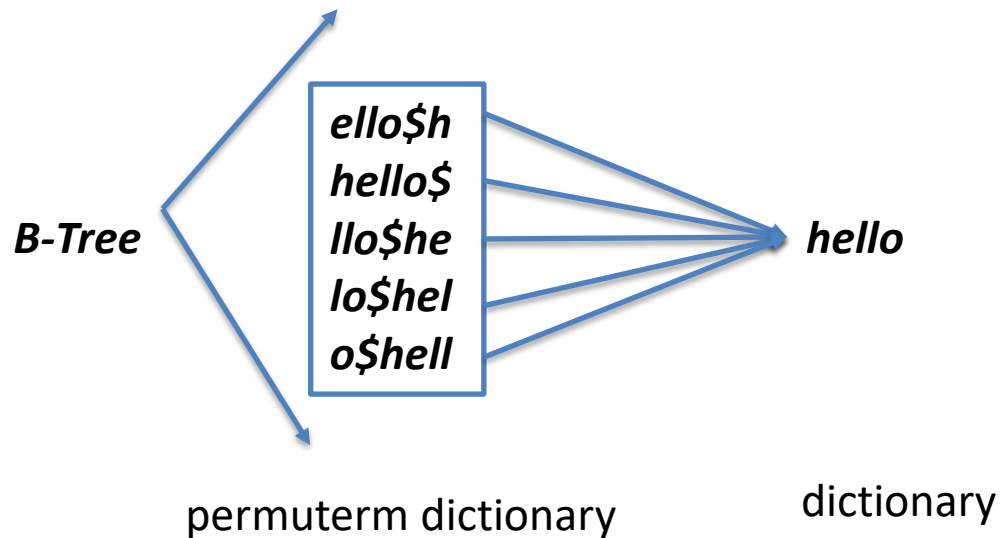 ello$h
hello$
llo$he
lo$hel
o$hell
B-Tree
hello
permuterm dictionary
dictionary